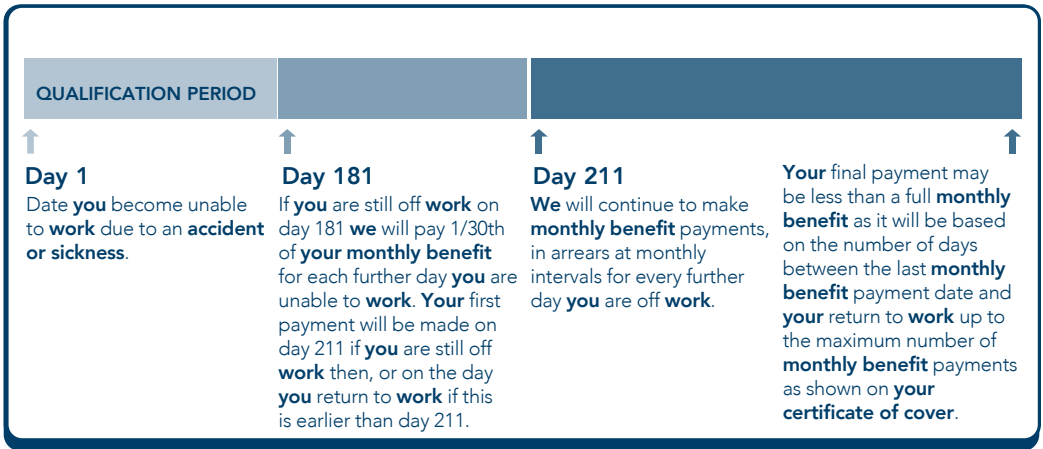 QUALIFICATION PERIOD
Day 1
Date you become unable
to work due to an accident
or sickness.
Day 181
If you are still off work on
day 181 we will pay 1/30th
of your monthly benefit
for each further day you are
unable to work. Your first
payment will be made on
day 211 if you are still off
work then, or on the day
you return to work if this
is earlier than day 211.
Day 211
We will continue to make
monthly benefit payments,
in arrears at monthly
intervals for every further
day you are off work.
Your final payment may
be less than a full monthly
benefit as it will be based
on the number of days
between the last monthly
benefit payment date and
your return to work up to
the maximum number of
monthly benefit payments
as shown on your
certificate of cover.